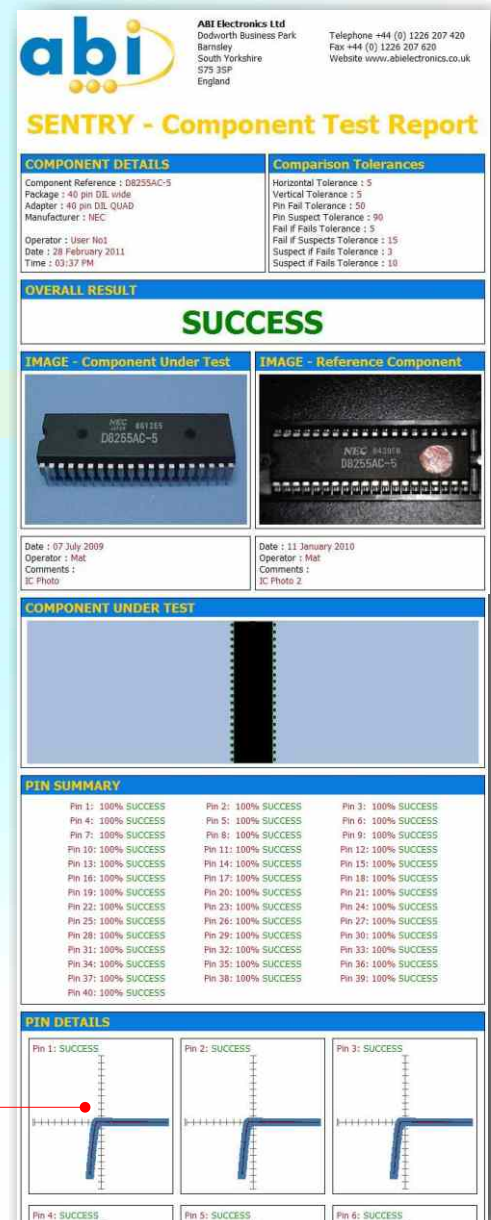 abi
ABI Electronics Ltd
Dodworth Business Park
Barnsley
South Yorkshire
S75 3SP
England
Telephone +44 (0) 1226 207 420
Fax +44 (0) 1226 207 620
Website www.abielectronics.co.uk
SENTRY - Component Test Report
COMPONENT DETAILS
Component Reference : D8255AC-5
Package : 40 pin DIL wide
Adapter : 40 pin DIL QUAD
Manufacturer : NEC
Operator : User No1
Date : 28 February 2011
Time : 03:37 PM
Comparison Tolerances
Horizontal Tolerance : 5
Vertical Tolerance : 5
Pin Fail Tolerance : 50
Pin Suspect Tolerance : 90
Fail if Fails Tolerance : 5
Fail if Suspects Tolerance : 15
Suspect if Fails Tolerance : 3
Suspect if Fails Tolerance : 10
OVERALL RESULT
SUCCESS
IMAGE - Component Under Test
IMAGE - Reference Component
NEC
D8255AC-5
NEC
D8255AC-5
Date : 07 July 2009
Operator : Mat
Comments :
IC Photo
Date : 11 January 2010
Operator : Mat
Comments :
IC Photo 2
COMPONENT UNDER TEST
PIN SUMMARY
Pin 1: 100% SUCCESS Pin 2: 100% SUCCESS Pin 3: 100% SUCCESS
Pin 4: 100% SUCCESS Pin 5: 100% SUCCESS Pin 6: 100% SUCCESS
Pin 7: 100% SUCCESS Pin 8: 100% SUCCESS Pin 9: 100% SUCCESS
Pin 10: 100% SUCCESS Pin 11: 100% SUCCESS Pin 12: 100% SUCCESS
Pin 13: 100% SUCCESS Pin 14: 100% SUCCESS Pin 15: 100% SUCCESS
Pin 16: 100% SUCCESS Pin 17: 100% SUCCESS Pin 18: 100% SUCCESS
Pin 19: 100% SUCCESS Pin 20: 100% SUCCESS Pin 21: 100% SUCCESS
Pin 22: 100% SUCCESS Pin 23: 100% SUCCESS Pin 24: 100% SUCCESS
Pin 25: 100% SUCCESS Pin 26: 100% SUCCESS Pin 27: 100% SUCCESS
Pin 28: 100% SUCCESS Pin 29: 100% SUCCESS Pin 30: 100% SUCCESS
Pin 31: 100% SUCCESS Pin 32: 100% SUCCESS Pin 33: 100% SUCCESS
Pin 34: 100% SUCCESS Pin 35: 100% SUCCESS Pin 36: 100% SUCCESS
Pin 37: 100% SUCCESS Pin 38: 100% SUCCESS Pin 39: 100% SUCCESS
Pin 40: 100% SUCCESS
PIN DETAILS
Pin 1: SUCCESS
Pin 2: SUCCESS
Pin 3: SUCCESS
Pin 4: SUCCESS
Pin 5: SUCCESS
Pin 6: SUCCESS